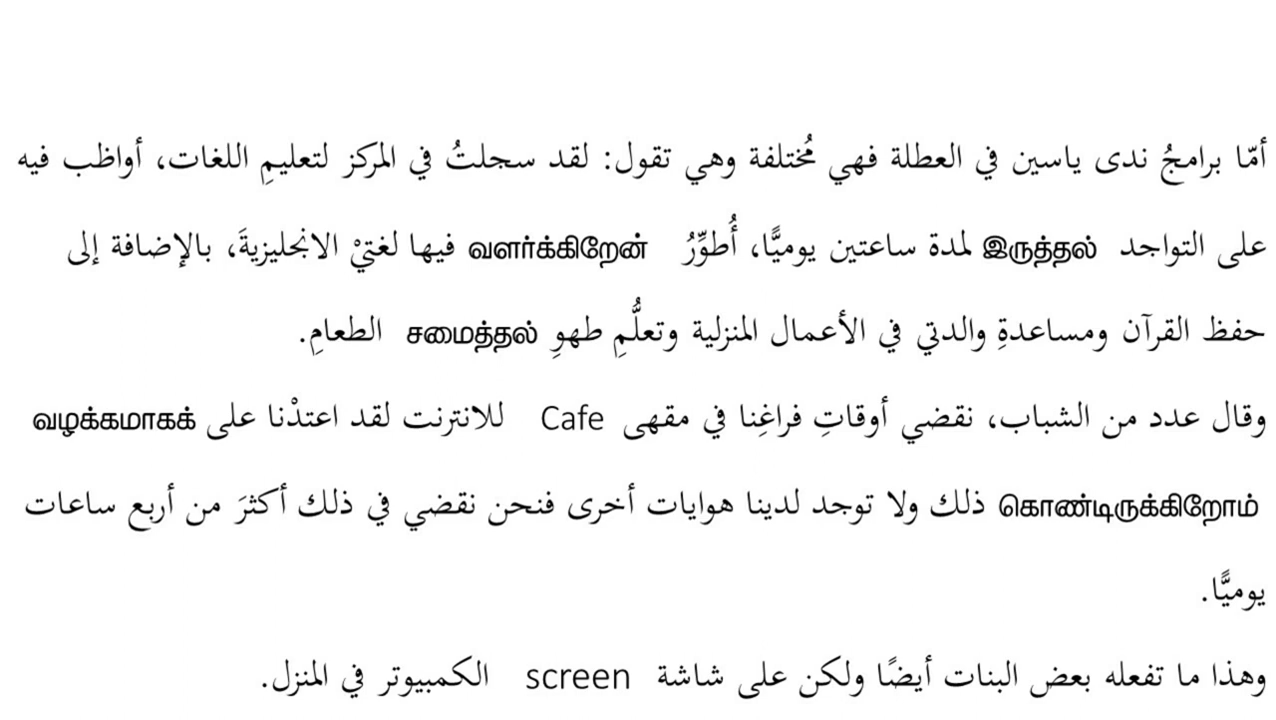 أمّا برامجُ ندى ياسين في العطلة فهي مُختلفة وهي تقول: لقد سجلتُ في المركز لتعليمِ اللغات، أواظب فيه
على التواجد இருத்தல் لمدة ساعتين يوميًّا، أُطوِّرُ வளர்க்கிறேன் فيها لغتيْ الانجليزيةَ، بالإضافة إلى
حفظ القرآن ومساعدةِ والدتي في الأعمال المنزلية وتعلُّمِ طهوِ சமைத்தல் الطعامِ.
وقال عدد من الشباب، نقضي أوقاتِ فراغِنا في مقهى Cafe للانترنت لقد اعتدْنا على வழக்கமாகக்
கொண்டிருக்கிறோம் ذلك ولا توجد لدينا هوايات أخرى فنحن نقضي في ذلك أكثرَ من أربع ساعات
يوميًّا.
وهذا ما تفعله بعض البنات أيضًا ولكن على شاشة screen الكمبيوتر في المنزل.